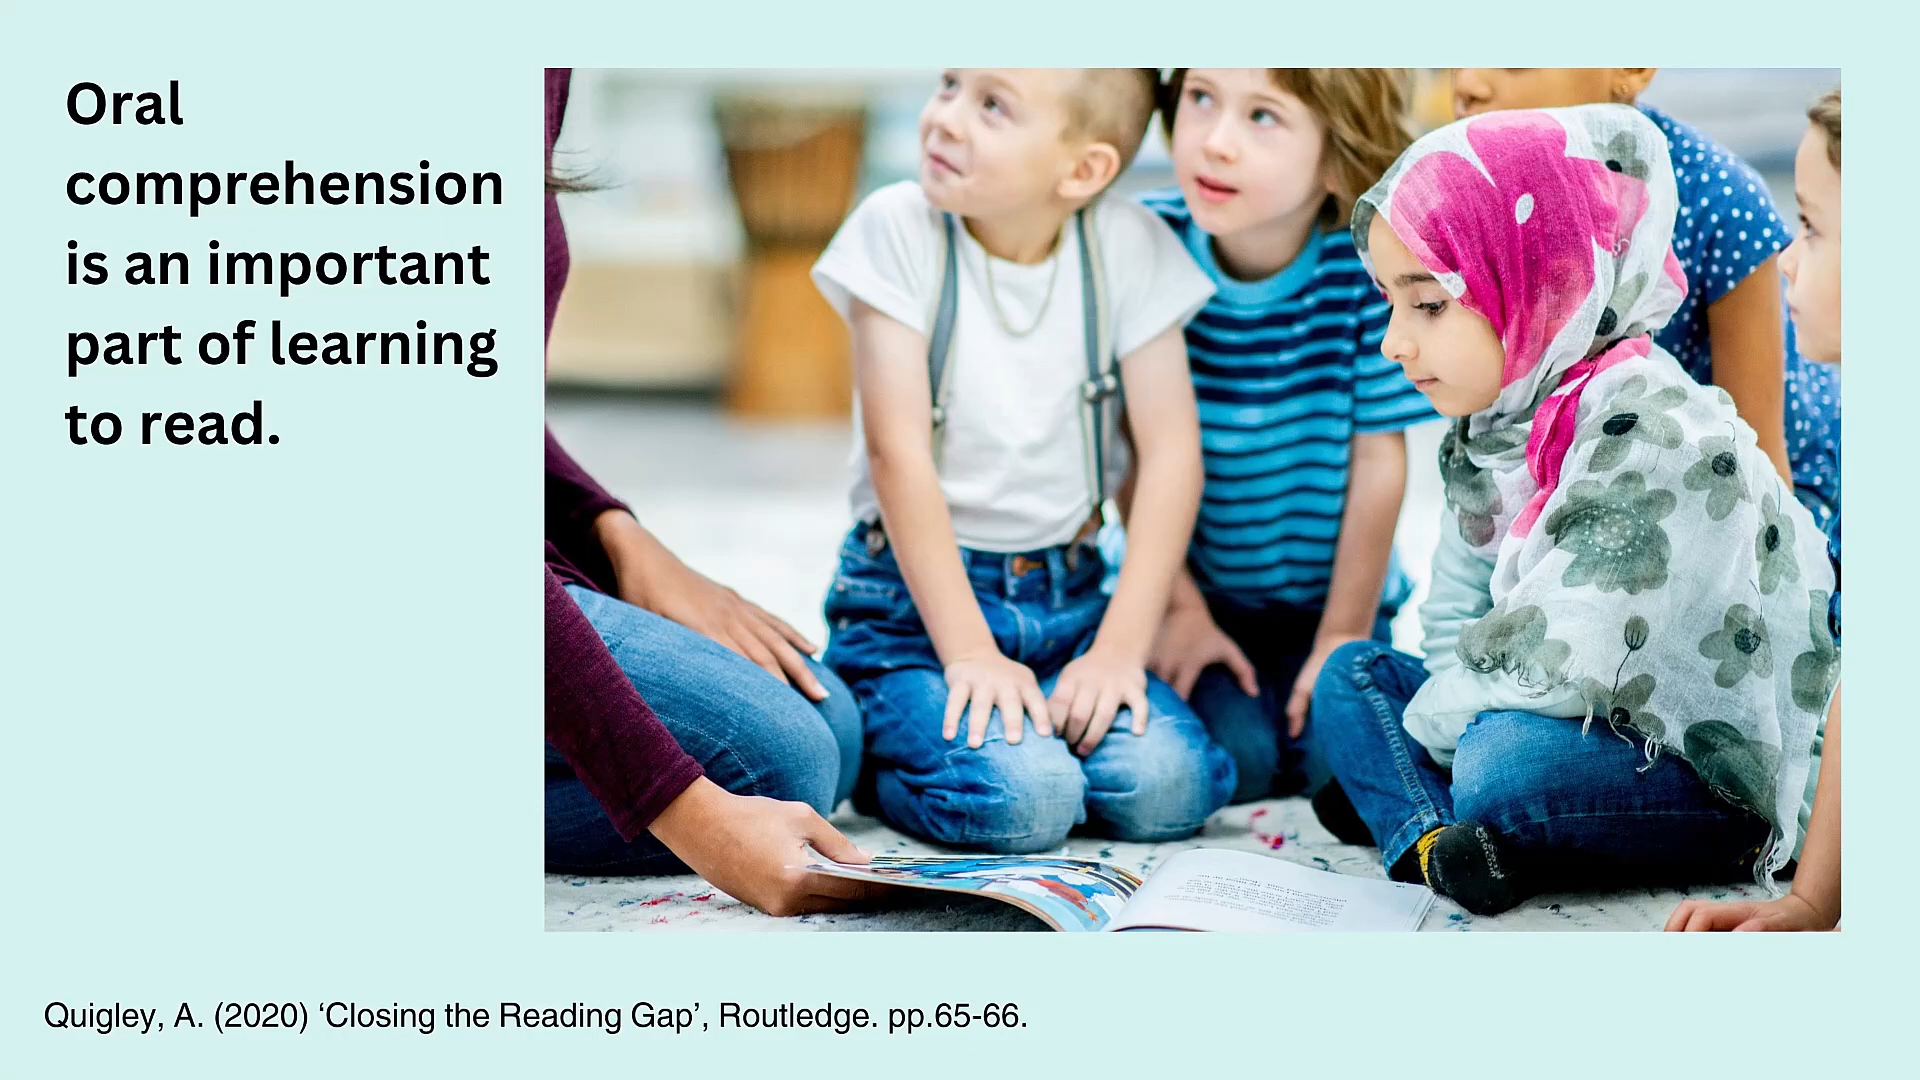 Oral
comprehension
is an important
part of learning
to read.
Quigley, A. (2020) ‘Closing the Reading Gap’, Routledge. pp.65-66.